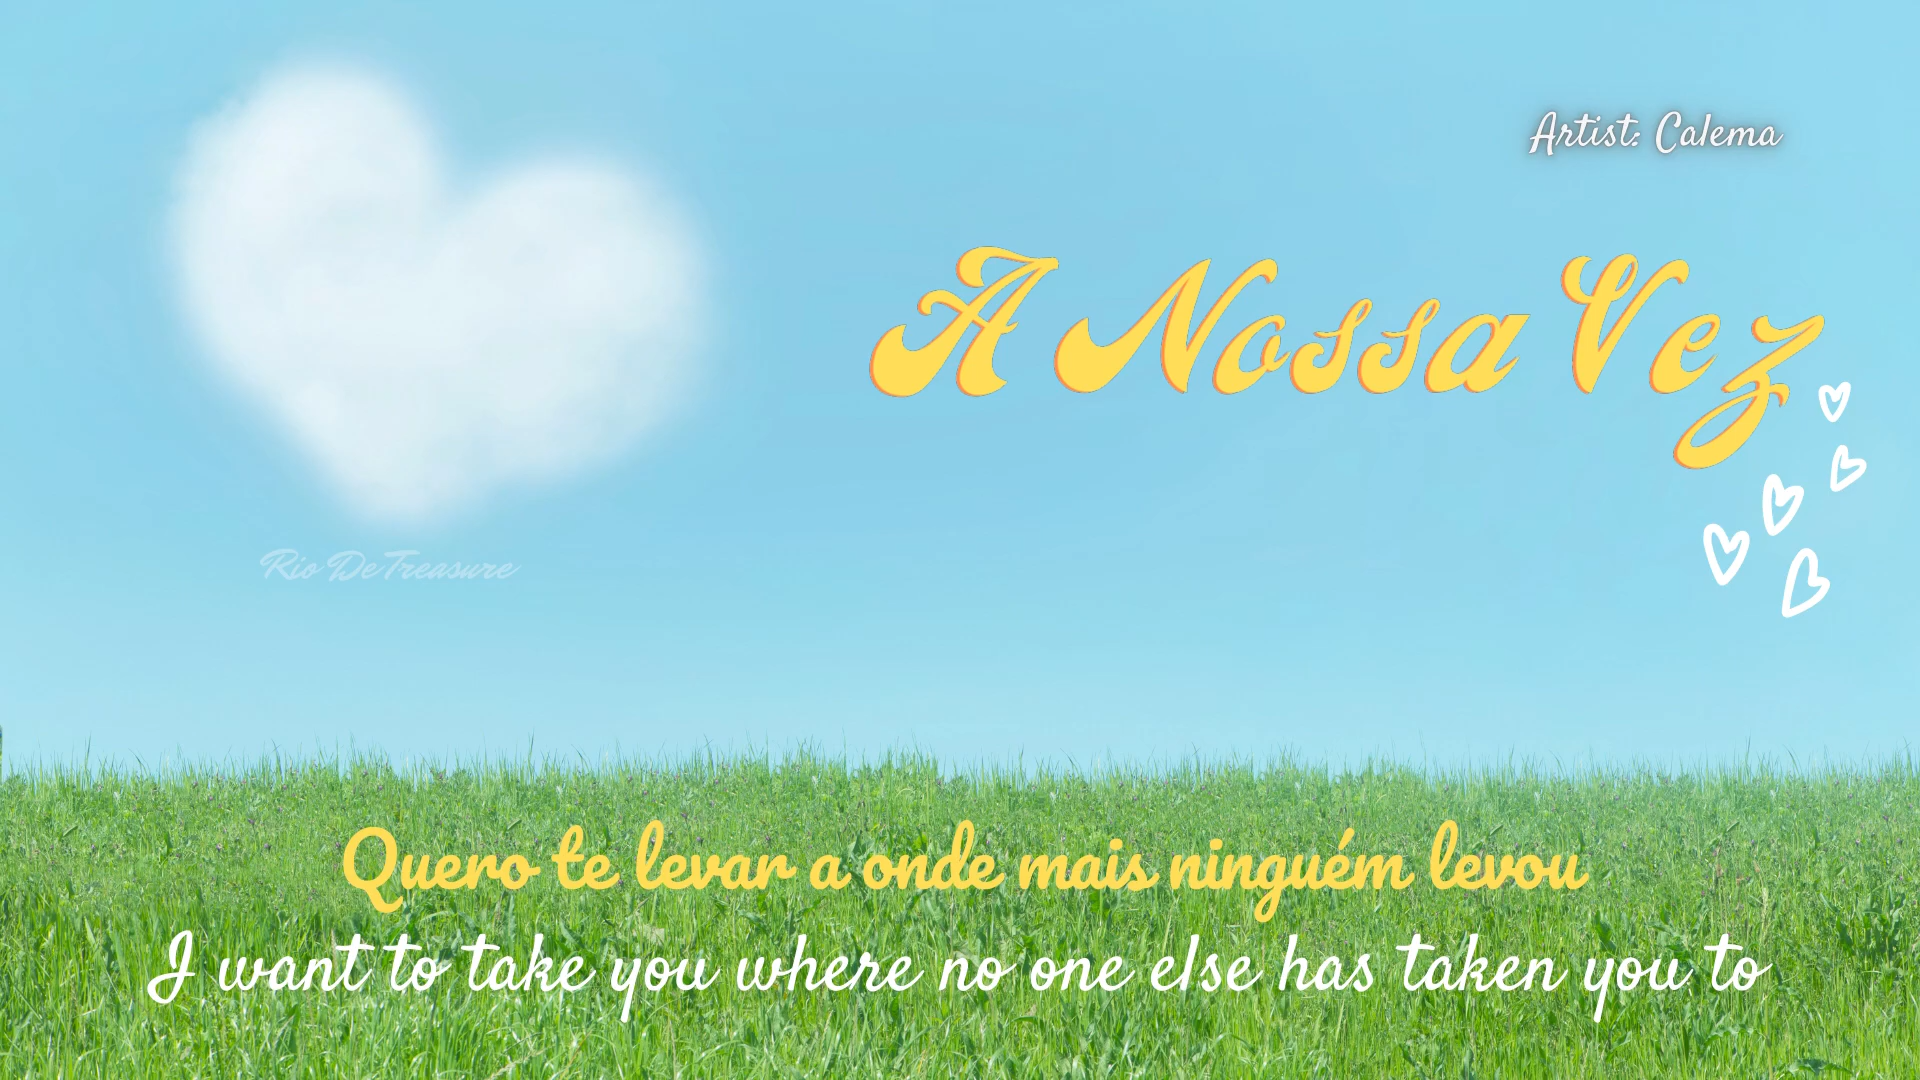 Artist: Calema
A Nossa Vez
Rio De Treasure
Quero te levar a onde mais ninguém levou
I want to take you where no one else has taken you to